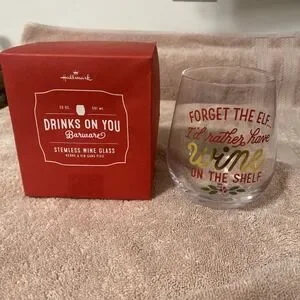 Hallmark
DRINKS ON YOU
Barware
STEMLESS WINE GLASS
FORGET THE ELF
I'd rather have
Wine
ON THE SHELF